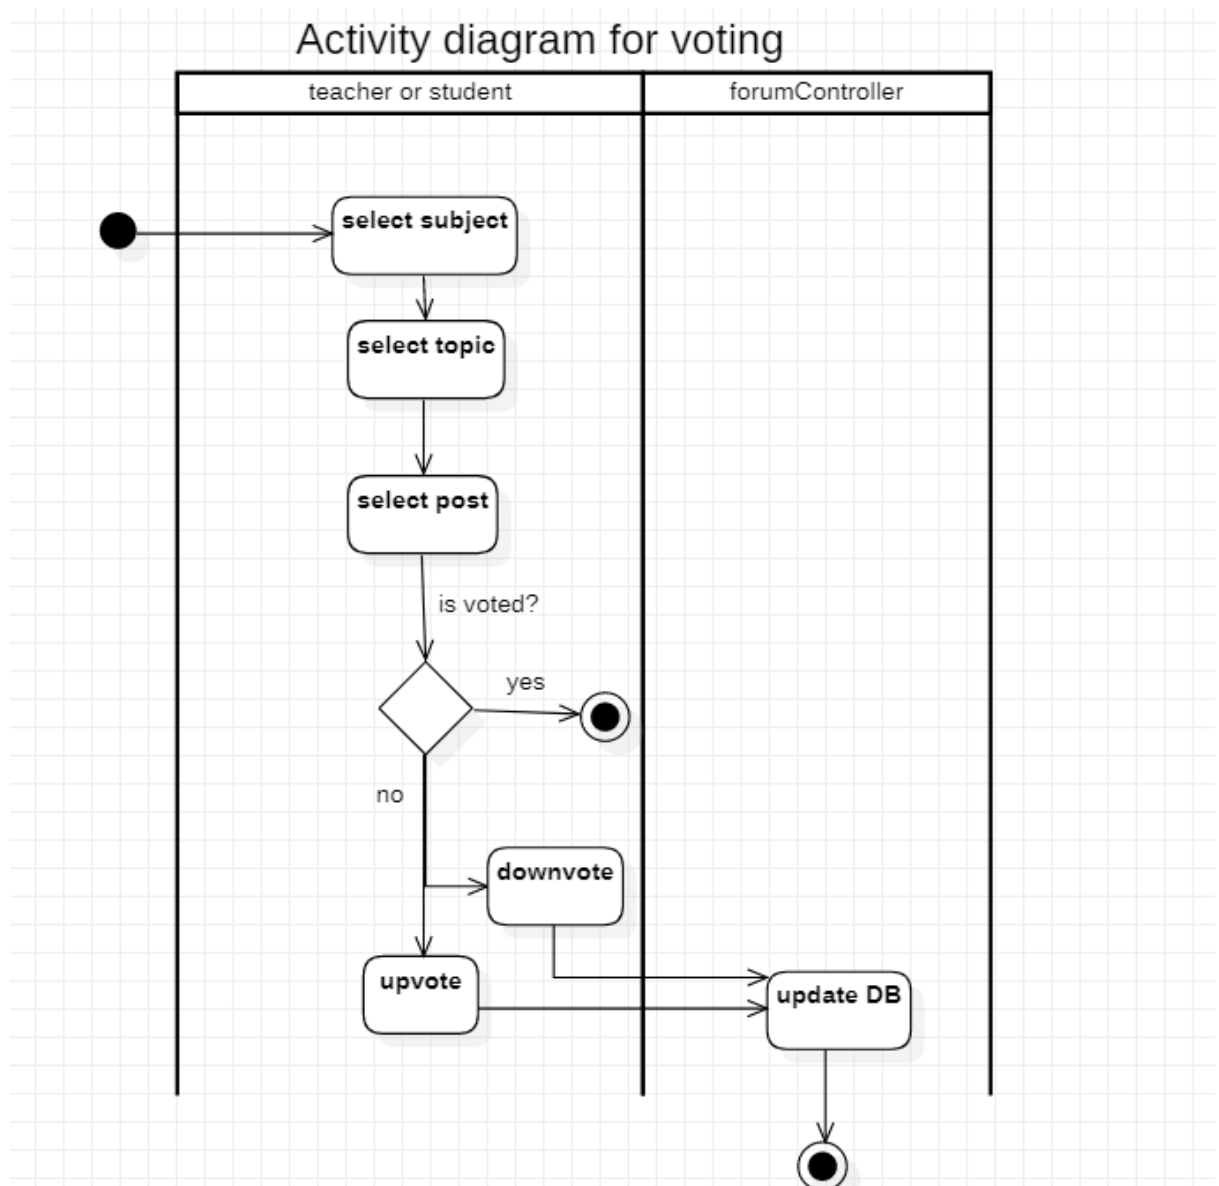 Activity diagram for voting
teacher or student
forumController
select subject
select topic
select post
is voted?
yes
no
downvote
upvote
update DB